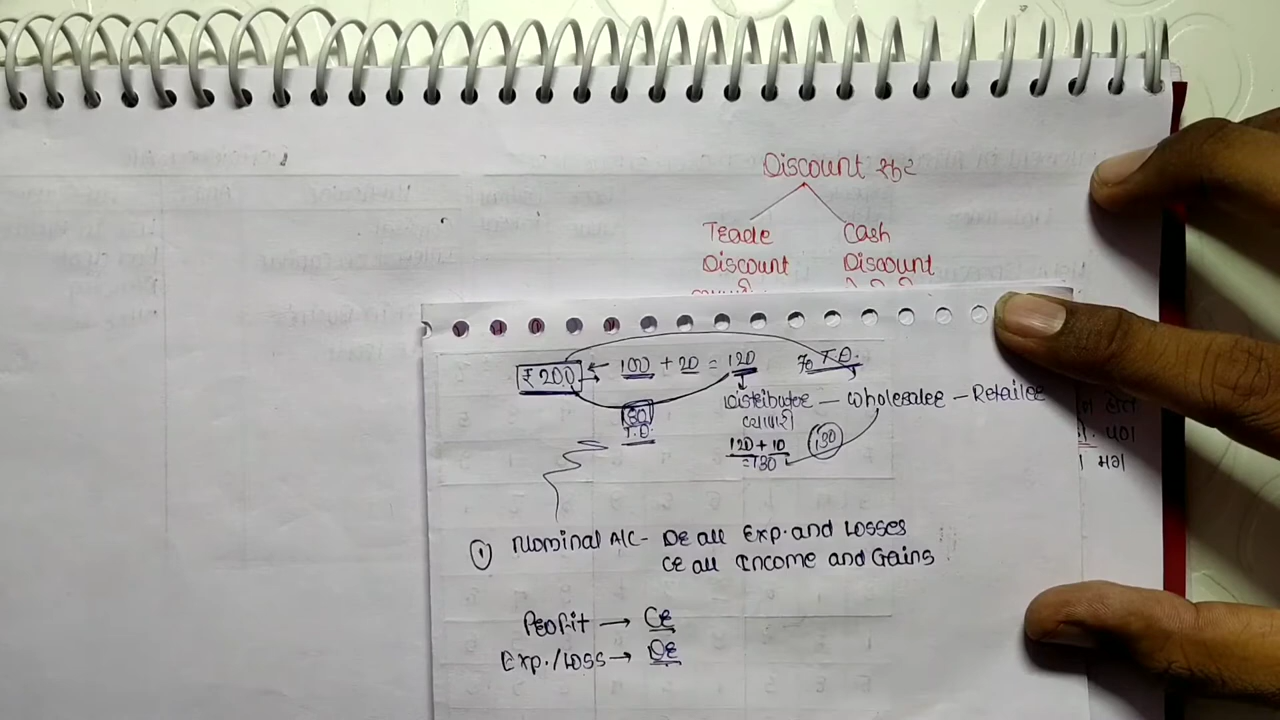 Discount सूट
Trade Cash
Discount Discount
₹200 ← 100 + 20 = 120 70 T.D.
Distributor — Wholesaler — Retailer
80
T.D
व्यापारी
120 + 10 130
= 130
① Nominal A/C - Dr all Exp. and Losses
Cr all Income and Gains
Profit → Cr
Exp./Loss → Dr